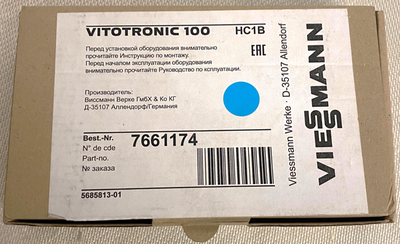 VITOTRONIC 100 HC1B
Перед установкой оборудования внимательно
прочитайте Инструкцию по монтажу.
Перед началом эксплуатации оборудования
внимательно прочитайте Руководство по ксплуатации.
EAC
Производитель:
Виссманн Верке ГмбХ & Ко КГ
Д-35107 Аллендорф/Германия
Best.-Nr. 7661174
N° de cde
Part-no.
№ заказа
5685813-01
VIESSMANN
Viessmann Werke · D-35107 Allendorf